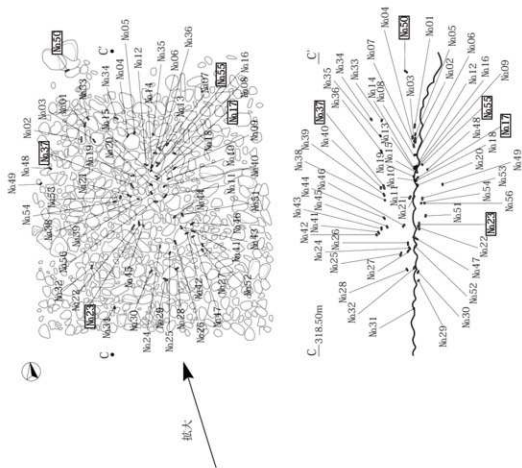 No.05
No.36
C'
No.12
No.35
No.50
No.04
No.06
No.55
No.34
No.16
No.33
No.14
No.07
No.08
No.01
No.13
No.17
No.03
No.15
No.02
No.19
No.18
No.09
No.37
No.20
No.10
No.48
No.40
No.49
No.21
No.11
No.53
No.44
No.51
No.54
No.38
No.46
No.39
No.43
No.56
No.41
No.32
No.45
No.27
No.22
No.42
No.52
No.23
No.30
No.29
No.28
No.47
No.31
No.24
No.25
No.26
C
拡大
C'
No.04
No.50
No.01
No.07
No.05
No.34
No.33
No.02
No.06
No.35
No.14
No.08
No.03
No.12
No.16
No.36
No.09
No.37
No.13
No.55
No.40
No.15
No.48
No.17
No.39
No.19
No.18
No.38
No.10
No.20
No.49
No.46
No.11
No.53
No.44
No.45
No.21
No.54
No.43
No.56
No.41
No.51
No.42
No.23
No.24
No.26
No.22
No.25
No.47
No.27
No.52
No.28
No.30
No.32
No.29
No.31
C
318.50m